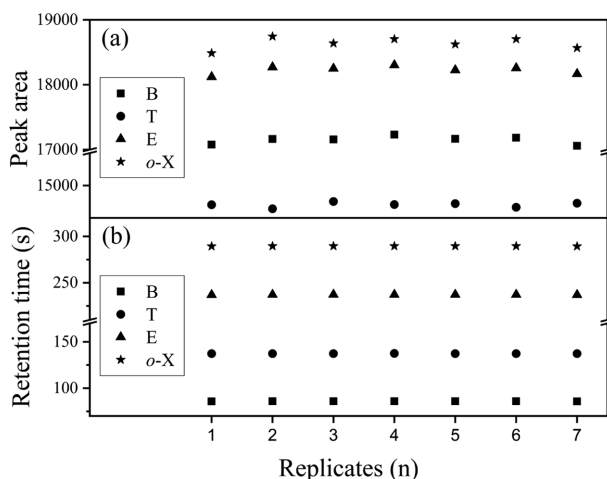 19000
(a)
18000
B
T
E
o-X
17000
15000
Peak area
(b)
300
250
B
T
E
o-X
150
100
Retention time (s)
1 2 3 4 5 6 7
Replicates (n)